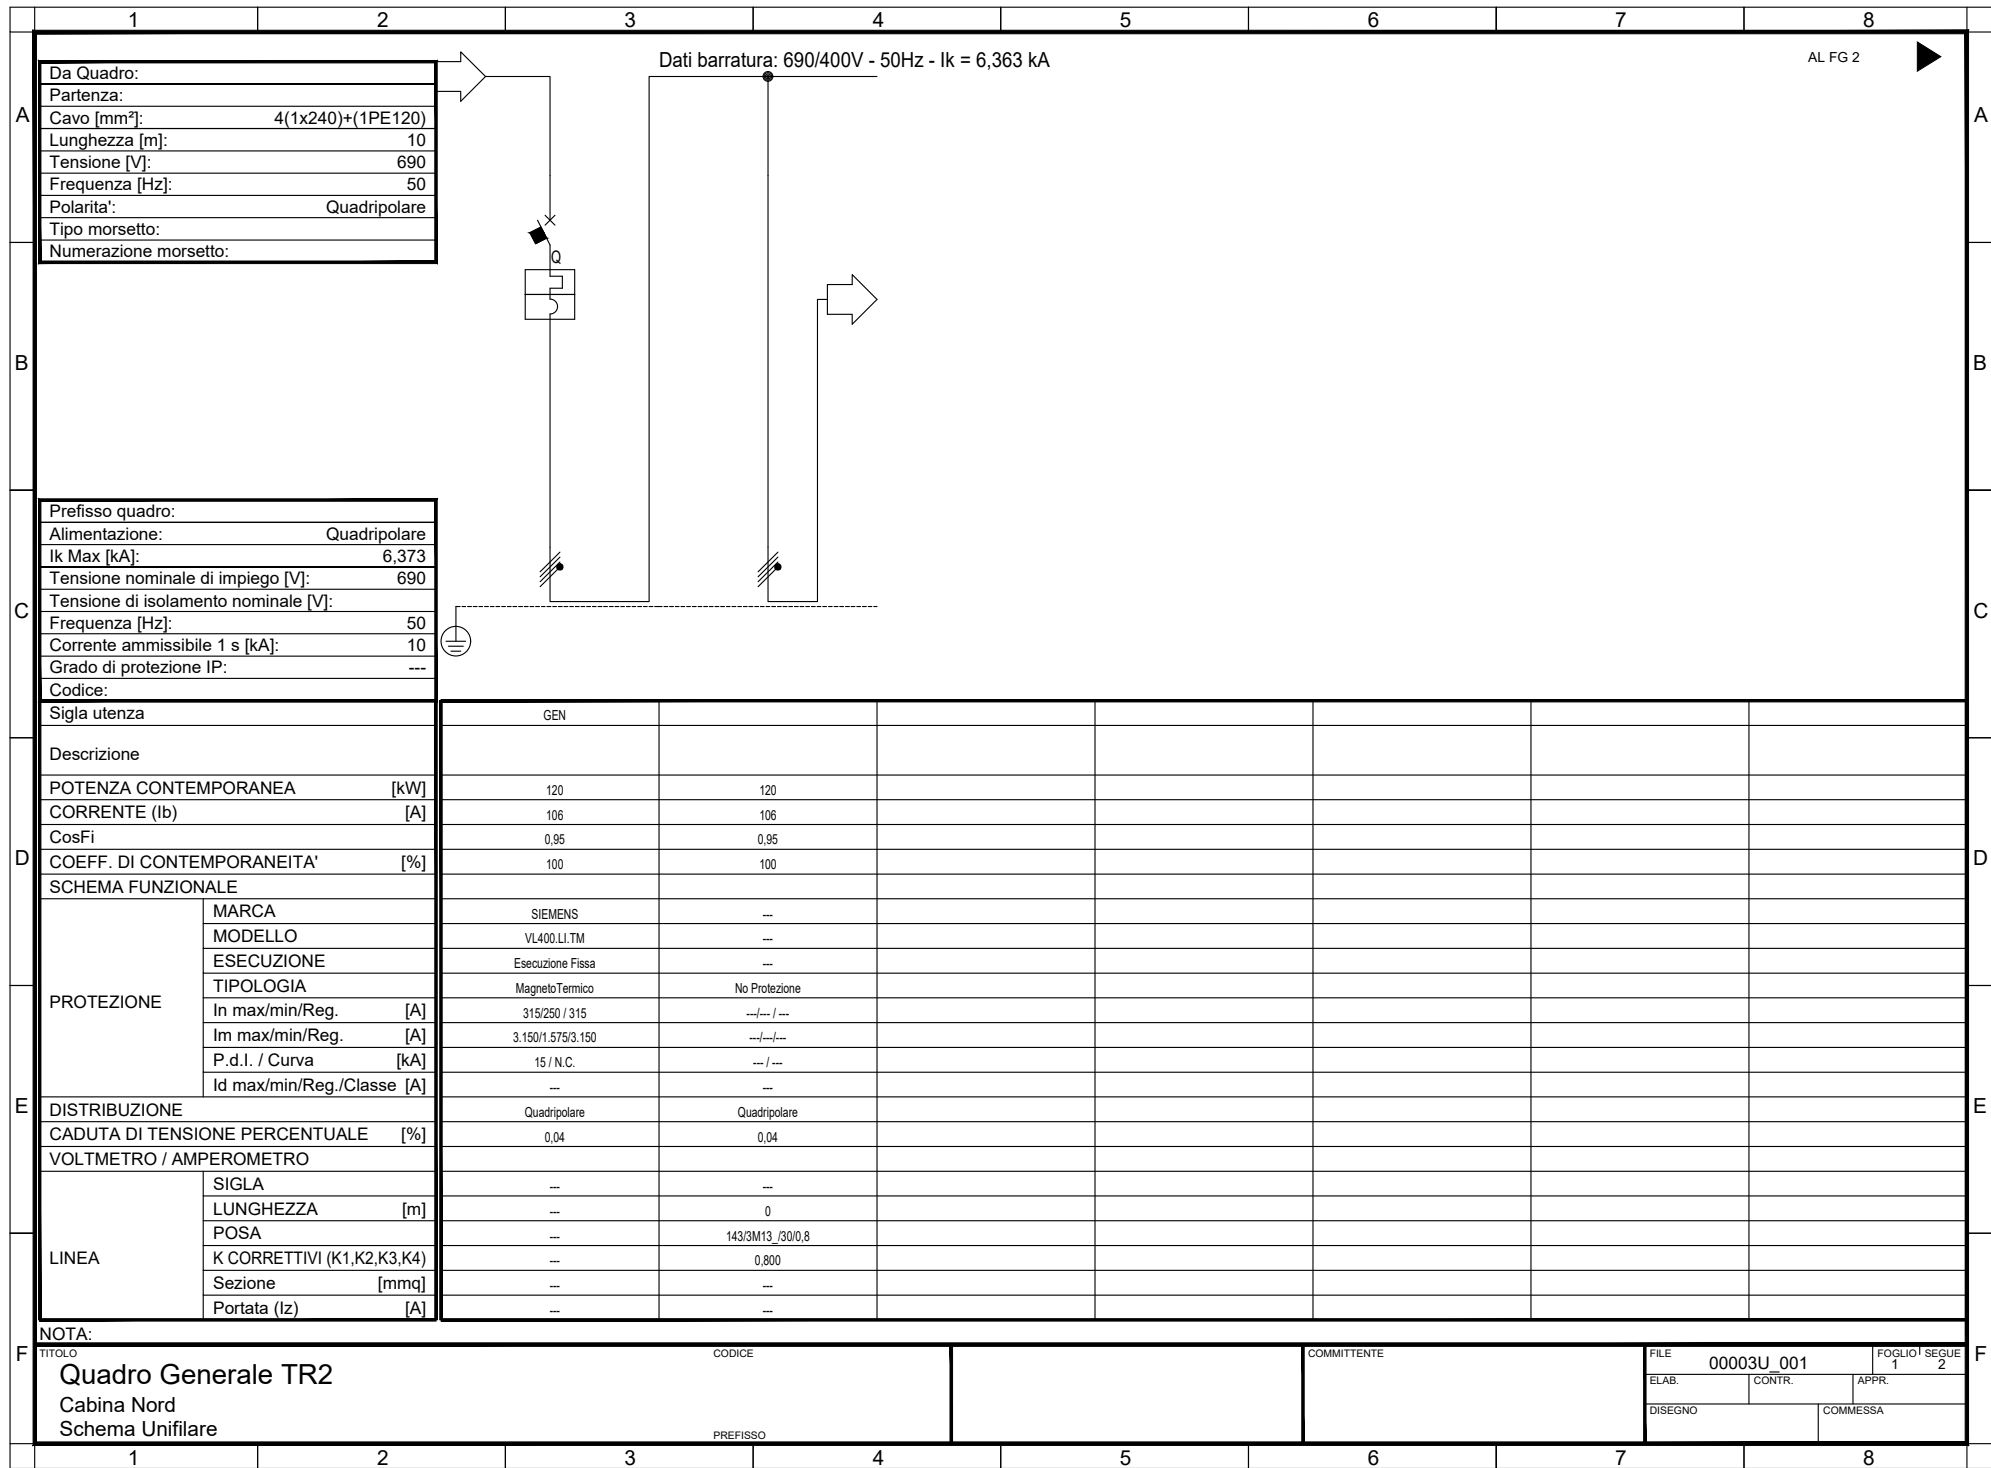 1 2 3 4 5 6 7 8
Dati barratura: 690/400V - 50Hz - Ik = 6,363 kA
AL FG 2
Da Quadro:
Partenza:
Cavo [mm²]: 4(1x240)+(1PE120)
Lunghezza [m]: 10
Tensione [V]: 690
Frequenza [Hz]: 50
Polarita': Quadripolare
Tipo morsetto:
Numerazione morsetto:
A A
Q
B B
Prefisso quadro:
Alimentazione: Quadripolare
Ik Max [kA]: 6,373
Tensione nominale di impiego [V]: 690
Tensione di isolamento nominale [V]:
Frequenza [Hz]: 50
Corrente ammissibile 1 s [kA]: 10
Grado di protezione IP: ---
Codice:
C C
Sigla utenza GEN
Descrizione
POTENZA CONTEMPORANEA [kW] 120 120
CORRENTE (Ib) [A] 106 106
CosFi 0,95 0,95
D D
COEFF. DI CONTEMPORANEITA' [%] 100 100
SCHEMA FUNZIONALE
PROTEZIONE
MARCA SIEMENS ---
MODELLO VL400.LI.TM ---
ESECUZIONE Esecuzione Fissa ---
TIPOLOGIA MagnetoTermico No Protezione
In max/min/Reg. [A] 315/250 / 315 ---/--- / ---
Im max/min/Reg. [A] 3.150/1.575/3.150 ---/---/---
P.d.I. / Curva [kA] 15 / N.C. --- / ---
Id max/min/Reg./Classe [A] --- ---
E E
DISTRIBUZIONE Quadripolare Quadripolare
CADUTA DI TENSIONE PERCENTUALE [%] 0,04 0,04
VOLTMETRO / AMPEROMETRO
LINEA
SIGLA --- ---
LUNGHEZZA [m] --- 0
POSA --- 143/3M13_/30/0,8
K CORRETTIVI (K1,K2,K3,K4) --- 0,800
Sezione [mmq] --- ---
Portata (Iz) [A] --- ---
NOTA:
F F
TITOLO
Quadro Generale TR2
Cabina Nord
Schema Unifilare
CODICE
PREFISSO
COMMITTENTE
FILE 00003U_001
FOGLIO 1 SEGUE 2
ELAB. CONTR. APPR.
DISEGNO COMMESSA
1 2 3 4 5 6 7 8